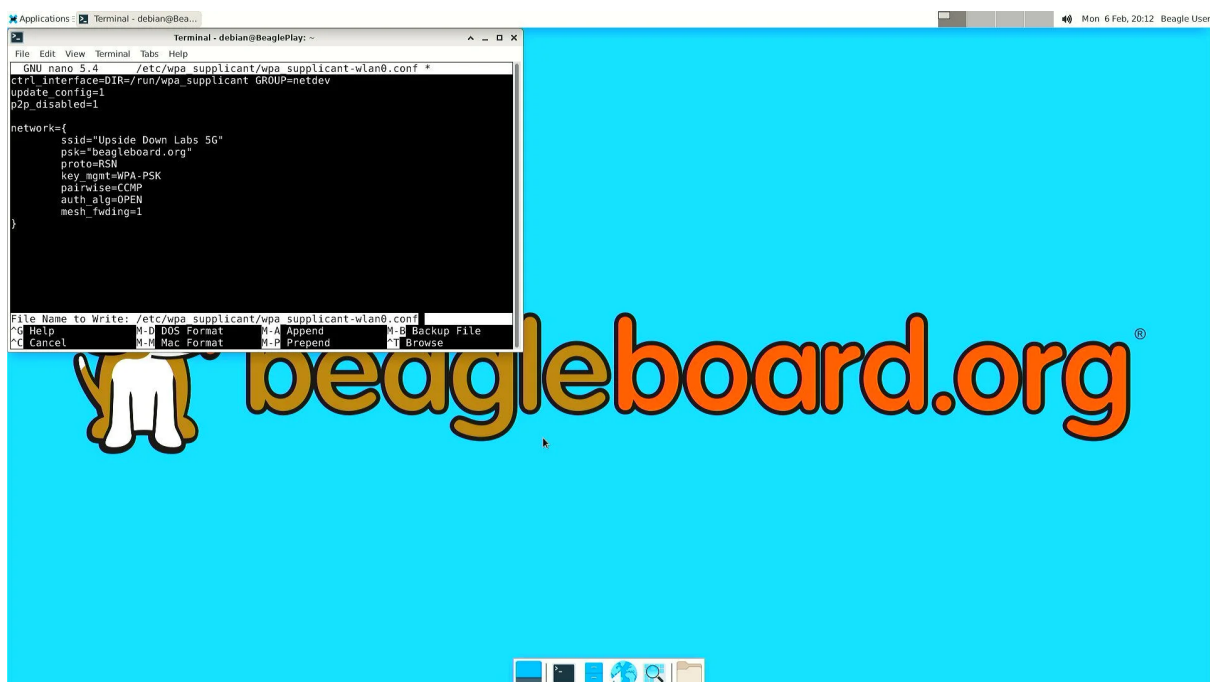 Applications
Terminal - debian@Bea...
Mon 6 Feb, 20:12 Beagle User
Terminal - debian@BeaglePlay: ~
File Edit View Terminal Tabs Help
GNU nano 5.4 /etc/wpa_supplicant/wpa_supplicant-wlan0.conf *
ctrl_interface=DIR=/run/wpa_supplicant GROUP=netdev
update_config=1
p2p_disabled=1
network={
ssid="Upside Down Labs 5G"
psk="beagleboard.org"
proto=RSN
key_mgmt=WPA-PSK
pairwise=CCMP
auth_alg=OPEN
mesh_fwding=1
}
File Name to Write: /etc/wpa_supplicant/wpa_supplicant-wlan0.conf
^G Help M-D DOS Format M-A Append M-B Backup File
^C Cancel M-M Mac Format M-P Prepend ^T Browse
beagleboard.org®